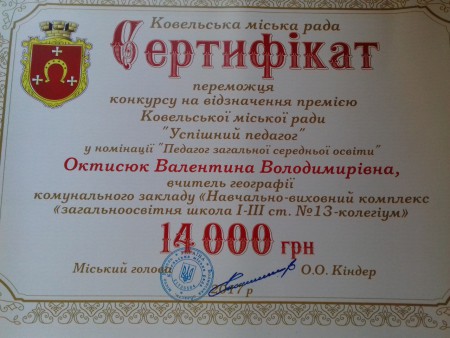 Ковельська міська рада
Сертифікат
переможця
конкурсу на відзначення премією
Ковельської міської ради
"Успішний педагог"
у номінації "Педагог загальної середньої освіти"
Октисюк Валентина Володимирівна,
вчитель географії
комунального закладу «Навчально-виховний комплекс
«загальноосвітня школа І-ІІІ ст. №13-колегіум»
14 000 грн
Міський голова О.О. Кіндер
2017 р